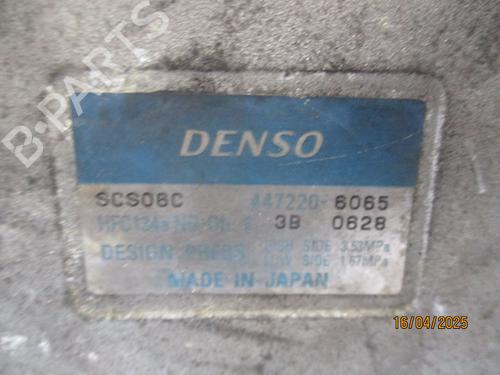 B-PARTS
DENSO
SCS06C 447220-6065
HFC134a ND-OIL 8 3B 0628
DESIGN PRESS HIGH SIDE 3.53MPa
LOW SIDE 1.67MPa
MADE IN JAPAN
16/04/2025